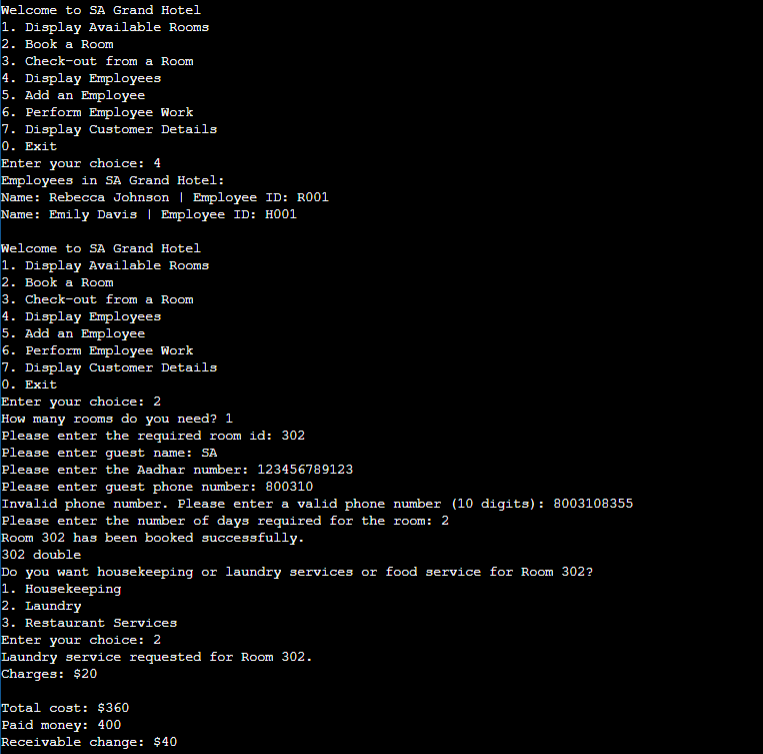 Welcome to SA Grand Hotel
1. Display Available Rooms
2. Book a Room
3. Check-out from a Room
4. Display Employees
5. Add an Employee
6. Perform Employee Work
7. Display Customer Details
0. Exit
Enter your choice: 4
Employees in SA Grand Hotel:
Name: Rebecca Johnson | Employee ID: R001
Name: Emily Davis | Employee ID: H001

Welcome to SA Grand Hotel
1. Display Available Rooms
2. Book a Room
3. Check-out from a Room
4. Display Employees
5. Add an Employee
6. Perform Employee Work
7. Display Customer Details
0. Exit
Enter your choice: 2
How many rooms do you need? 1
Please enter the required room id: 302
Please enter guest name: SA
Please enter the Aadhar number: 123456789123
Please enter guest phone number: 800310
Invalid phone number. Please enter a valid phone number (10 digits): 8003108355
Please enter the number of days required for the room: 2
Room 302 has been booked successfully.
302 double
Do you want housekeeping or laundry services or food service for Room 302?
1. Housekeeping
2. Laundry
3. Restaurant Services
Enter your choice: 2
Laundry service requested for Room 302.
Charges: $20

Total cost: $360
Paid money: 400
Receivable change: $40